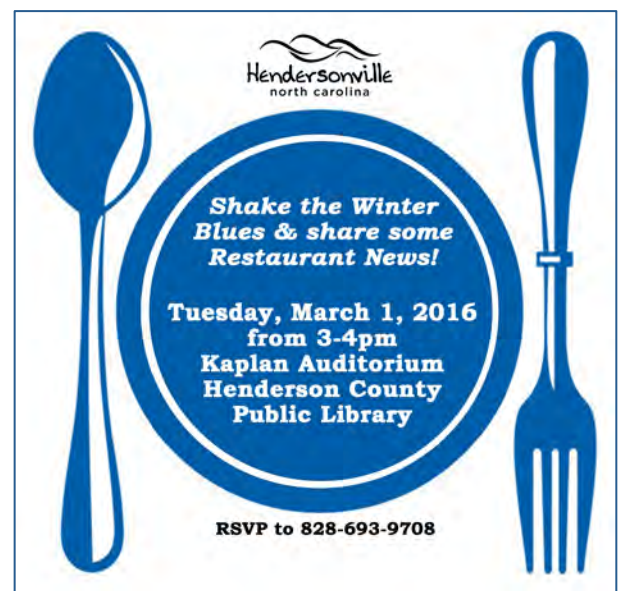 Hendersonville
north carolina
Shake the Winter
Blues & share some
Restaurant News!
Tuesday, March 1, 2016
from 3-4pm
Kaplan Auditorium
Henderson County
Public Library
RSVP to 828-693-9708